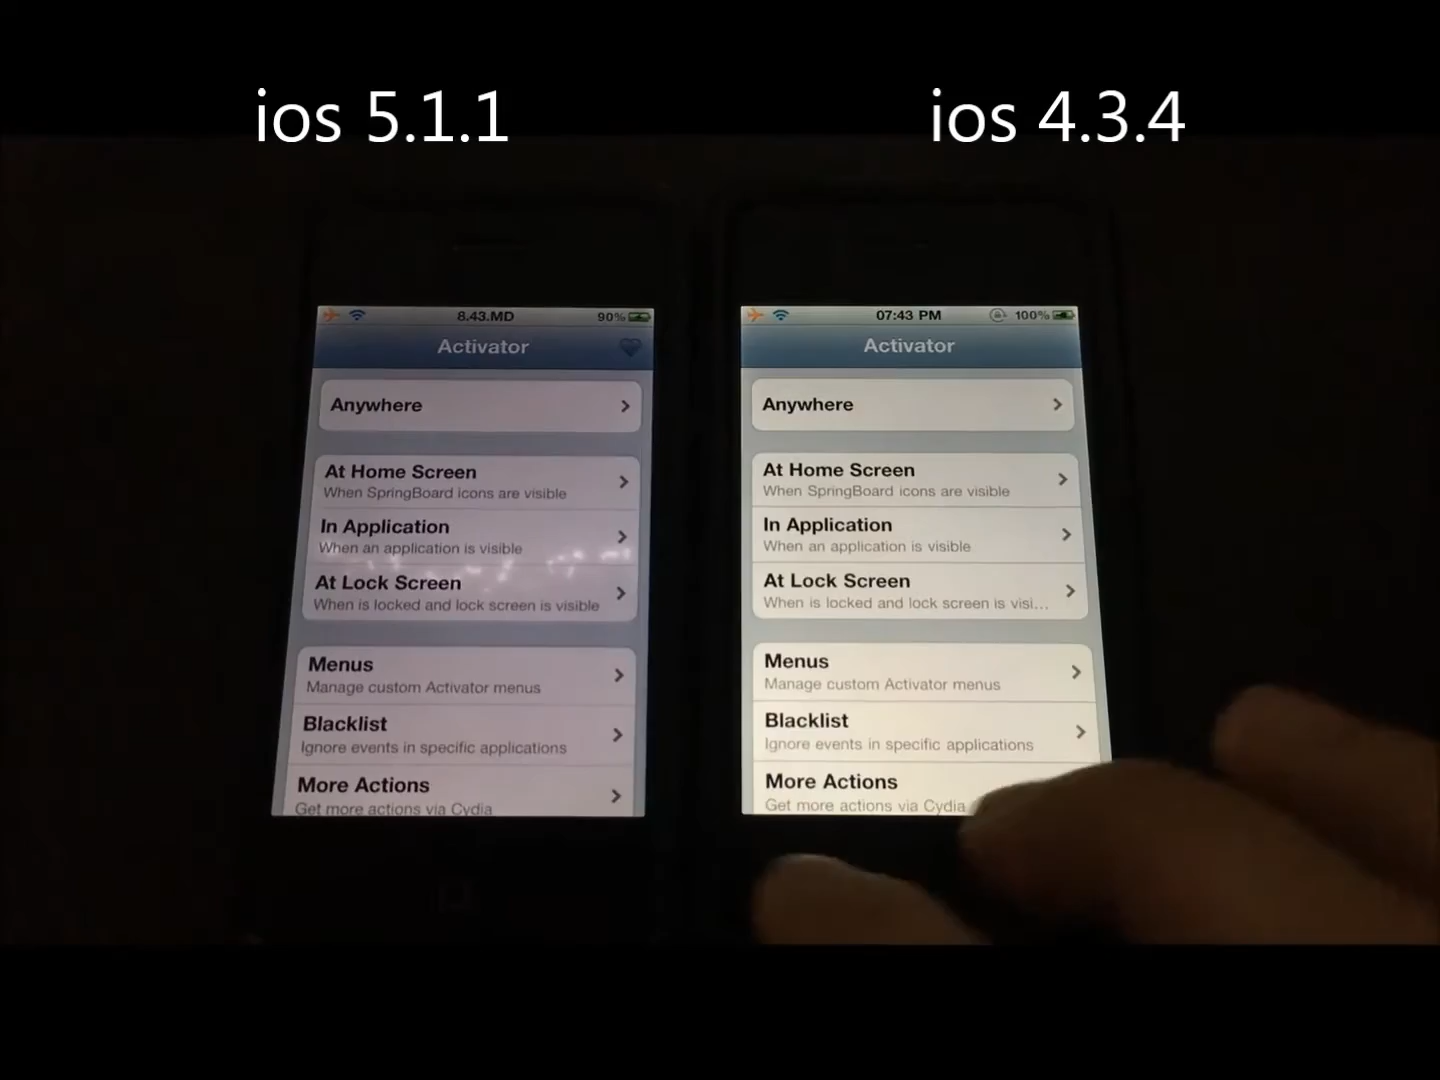 ios 5.1.1
ios 4.3.4
8.43.MD
90%
Activator
Anywhere
At Home Screen
When SpringBoard icons are visible
In Application
When an application is visible
At Lock Screen
When is locked and lock screen is visible
Menus
Manage custom Activator menus
Blacklist
Ignore events in specific applications
More Actions
Get more actions via Cydia
07:43 PM
100%
Activator
Anywhere
At Home Screen
When SpringBoard icons are visible
In Application
When an application is visible
At Lock Screen
When is locked and lock screen is visi...
Menus
Manage custom Activator menus
Blacklist
Ignore events in specific applications
More Actions
Get more actions via Cydia